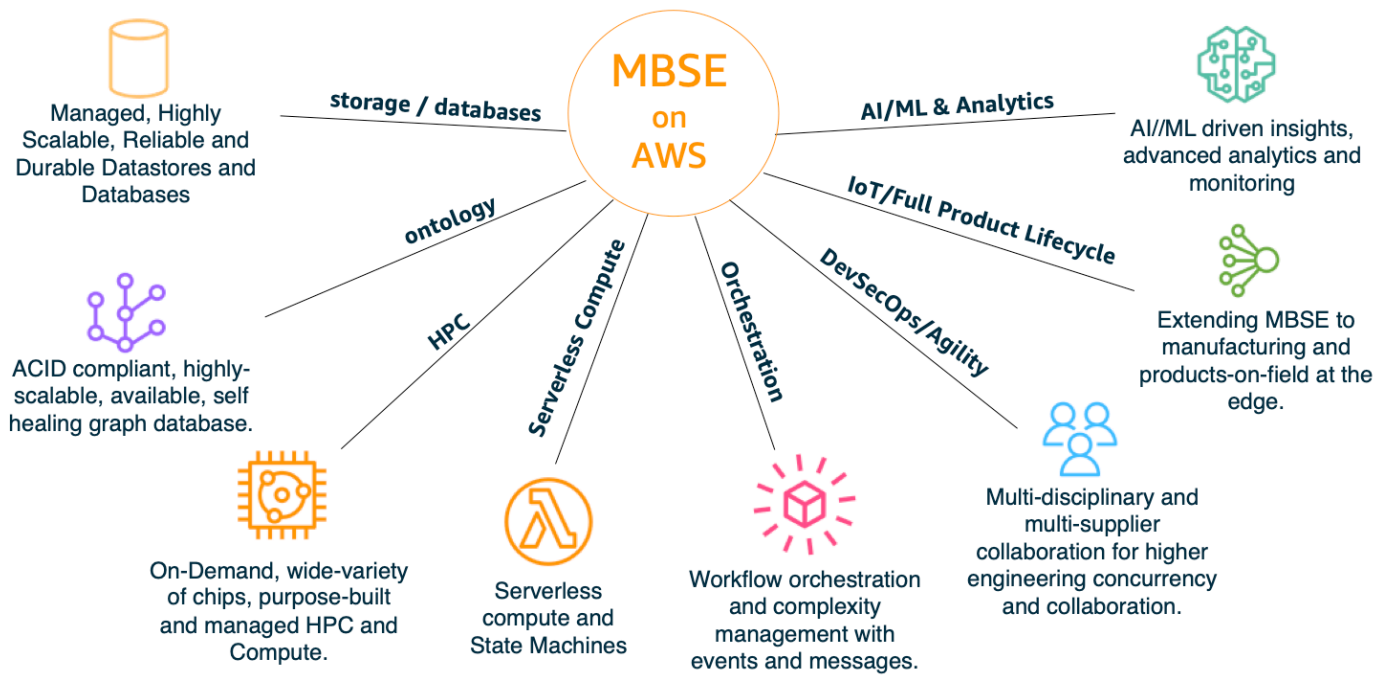 MBSE
on
AWS
storage / databases
Managed, Highly
Scalable, Reliable and
Durable Datastores and
Databases
ontology
ACID compliant, highly-
scalable, available, self
healing graph database.
HPC
On-Demand, wide-variety
of chips, purpose-built
and managed HPC and
Compute.
Serverless Compute
Serverless
compute and
State Machines
Orchestration
Workflow orchestration
and complexity
management with
events and messages.
DevSecOps/Agility
Multi-disciplinary and
multi-supplier
collaboration for higher
engineering concurrency
and collaboration.
IoT/Full Product Lifecycle
Extending MBSE to
manufacturing and
products-on-field at the
edge.
AI/ML & Analytics
AI//ML driven insights,
advanced analytics and
monitoring